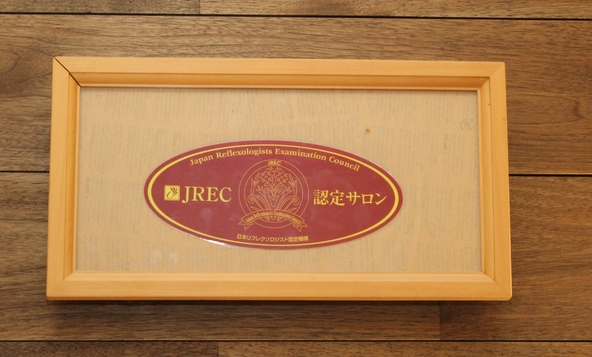 Japan Reflexologists Examination Council
JREC
JREC 認定サロン
日本リフレクソロジスト認定機構